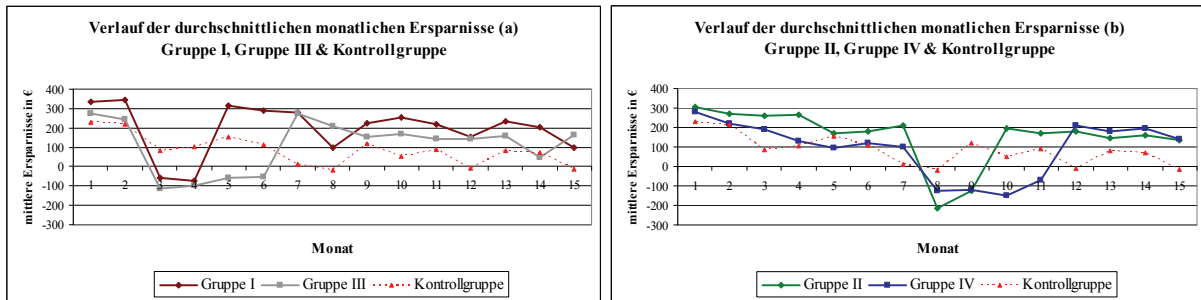 Verlauf der durchschnittlichen monatlichen Ersparnisse (a)
Gruppe I, Gruppe III & Kontrollgruppe
mittlere Ersparnisse in €
400
300
200
100
0
-100
-200
-300
1 2 3 4 5 6 7 8 9 10 11 12 13 14 15
Monat
Gruppe I Gruppe III Kontrollgruppe
Verlauf der durchschnittlichen monatlichen Ersparnisse (b)
Gruppe II, Gruppe IV & Kontrollgruppe
mittlere Ersparnisse in €
400
300
200
100
0
-100
-200
-300
1 2 3 4 5 6 7 8 9 10 11 12 13 14 15
Monat
Gruppe II Gruppe IV Kontrollgruppe